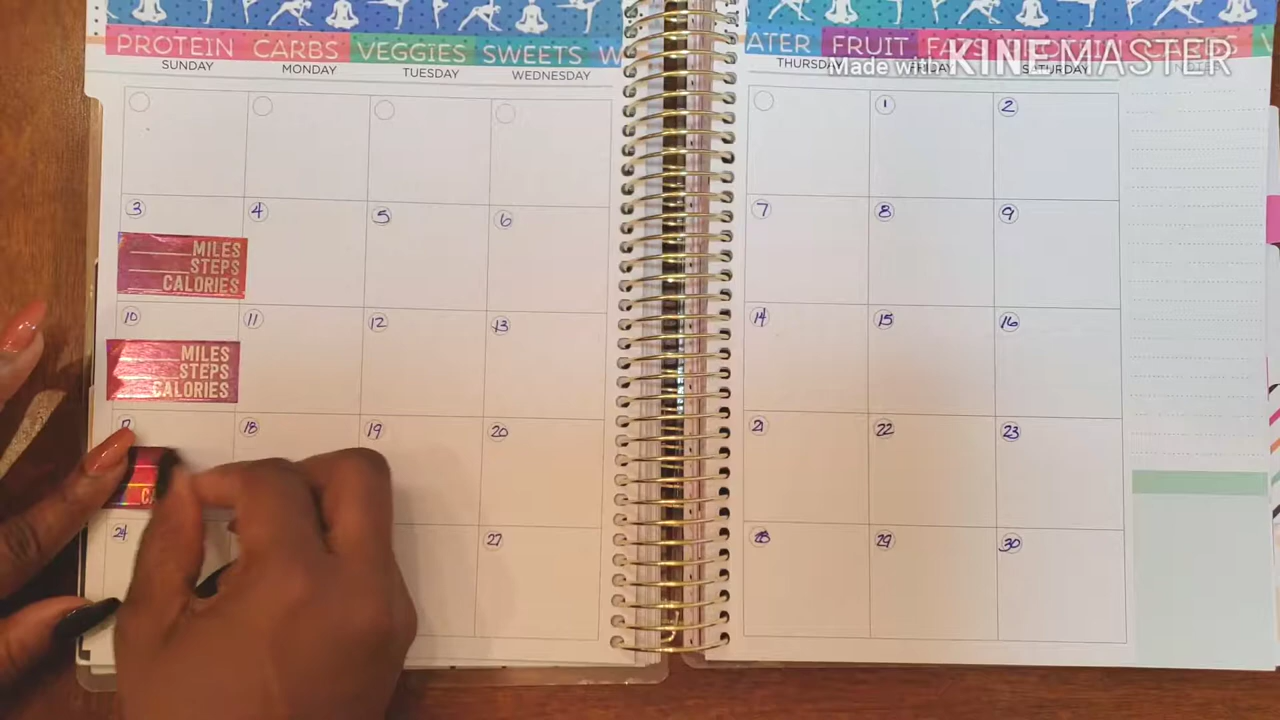 PROTEIN CARBS VEGGIES SWEETS W
ATER FRUIT FA
Made with KINEMASTER
SUNDAY MONDAY TUESDAY WEDNESDAY
THURSDAY FRIDAY SATURDAY
1 2
3 4 5 6
7 8 9
MILES
STEPS
CALORIES
10 11 12 13
14 15 16
MILES
STEPS
CALORIES
18 19 20
21 22 23
24 27
28 29 30